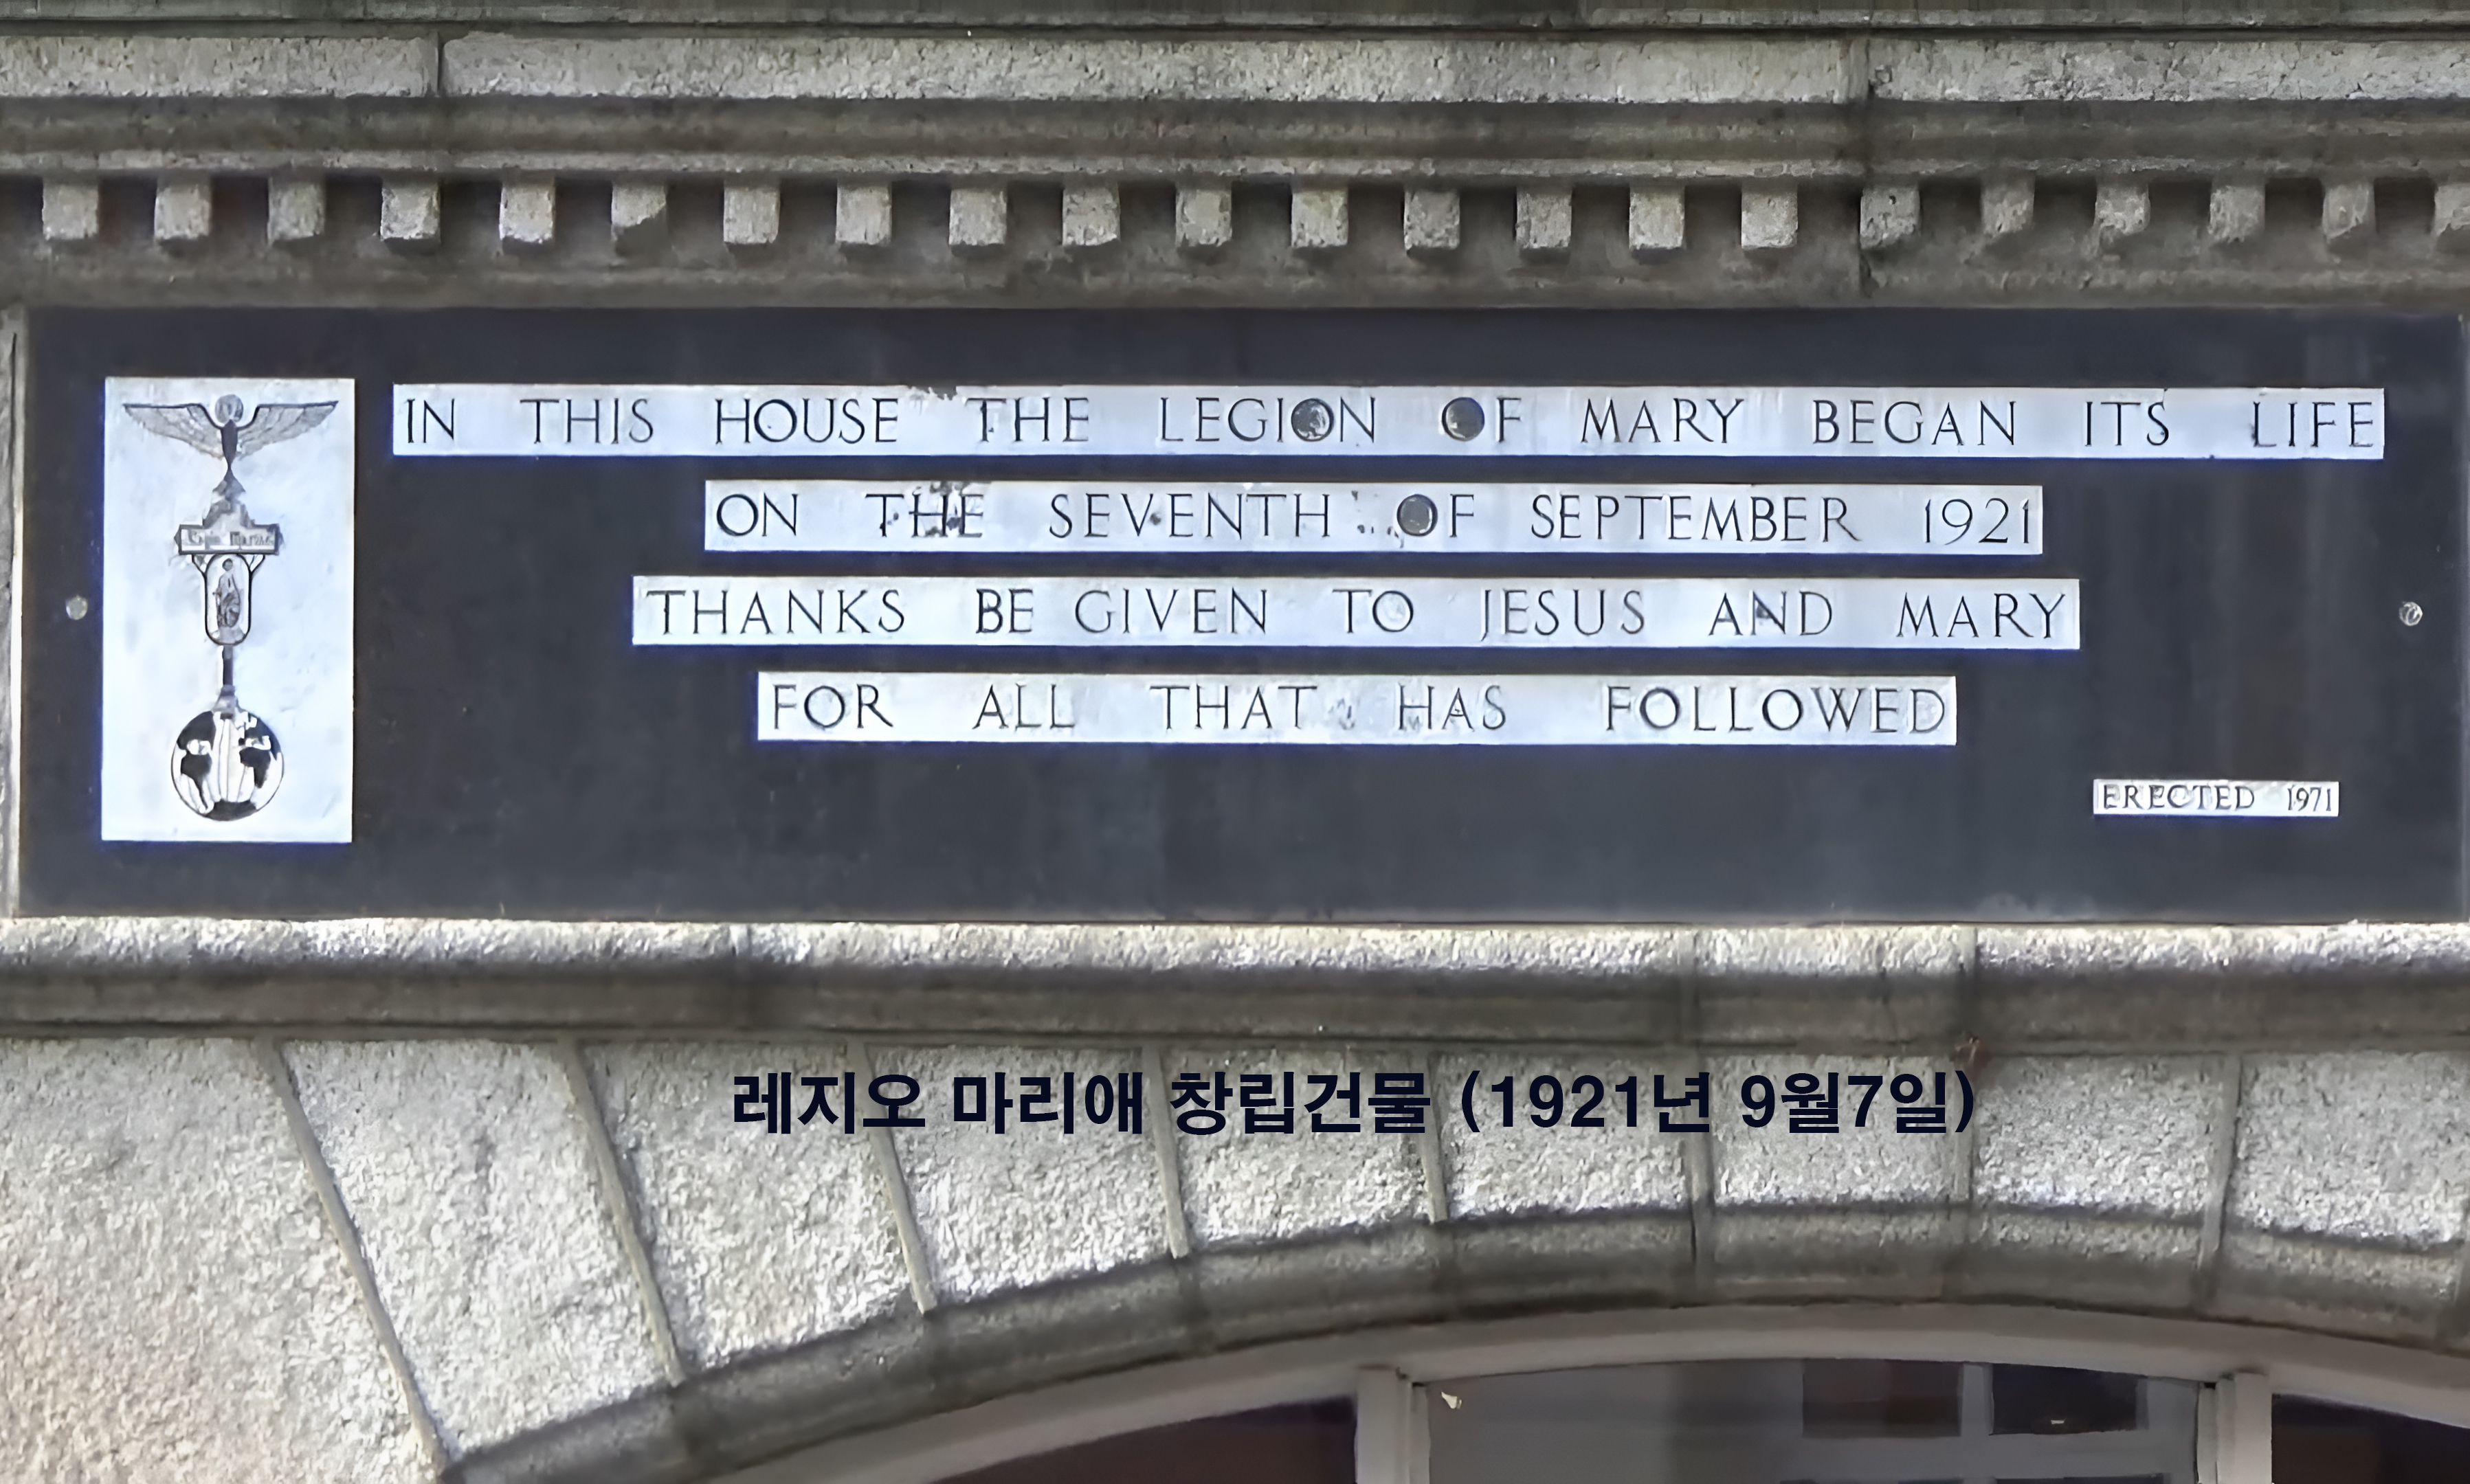 IN THIS HOUSE THE LEGION OF MARY BEGAN ITS LIFE
ON THE SEVENTH OF SEPTEMBER 1921
THANKS BE GIVEN TO JESUS AND MARY
FOR ALL THAT HAS FOLLOWED
ERECTED 1971
레지오 마리애 창립건물 (1921년 9월7일)